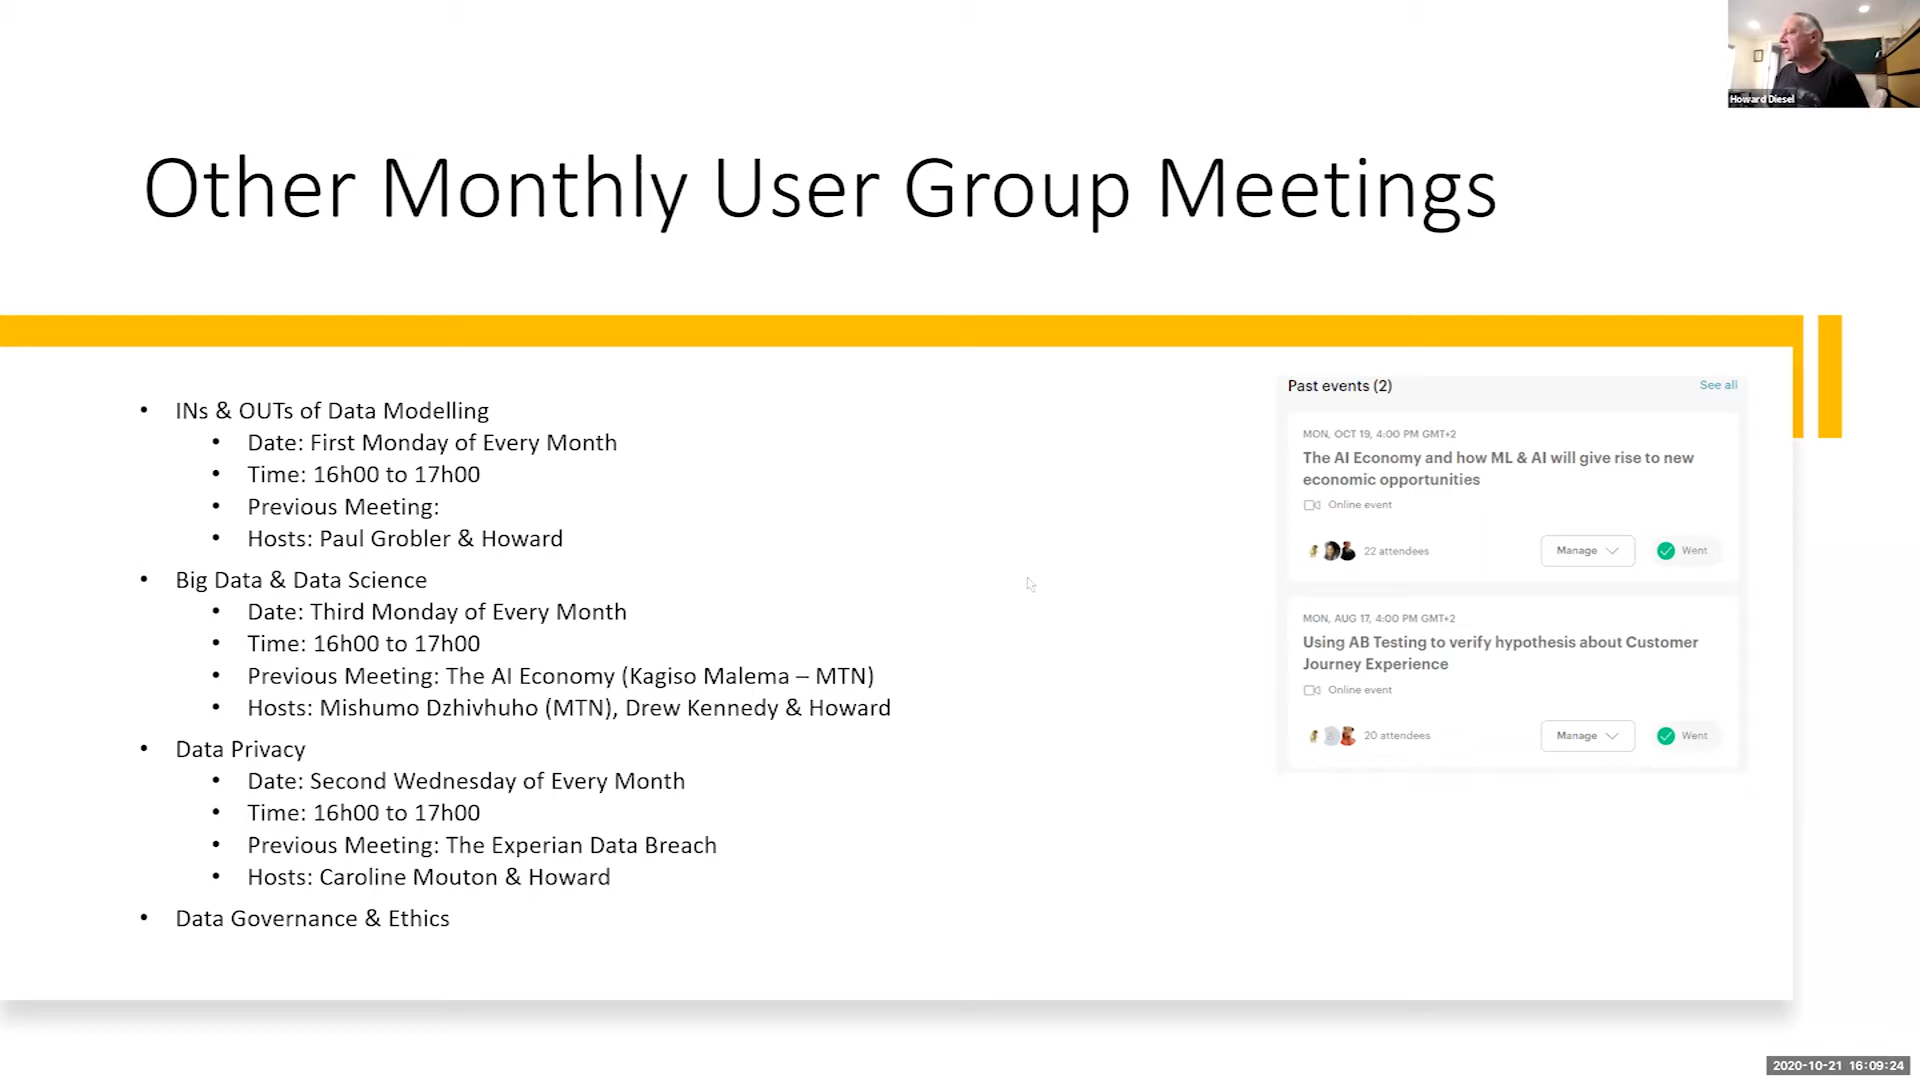 Howard Diesel
Other Monthly User Group Meetings
• INs & OUTs of Data Modelling
• Date: First Monday of Every Month
• Time: 16h00 to 17h00
• Previous Meeting:
• Hosts: Paul Grobler & Howard
• Big Data & Data Science
• Date: Third Monday of Every Month
• Time: 16h00 to 17h00
• Previous Meeting: The AI Economy (Kagiso Malema – MTN)
• Hosts: Mishumo Dzhivhuho (MTN), Drew Kennedy & Howard
• Data Privacy
• Date: Second Wednesday of Every Month
• Time: 16h00 to 17h00
• Previous Meeting: The Experian Data Breach
• Hosts: Caroline Mouton & Howard
• Data Governance & Ethics
Past events (2) See all
MON, OCT 19, 4:00 PM GMT+2
The AI Economy and how ML & AI will give rise to new
economic opportunities
Online event
22 attendees Manage Went
MON, AUG 17, 4:00 PM GMT+2
Using AB Testing to verify hypothesis about Customer
Journey Experience
Online event
20 attendees Manage Went
2020-10-21 16:09:24